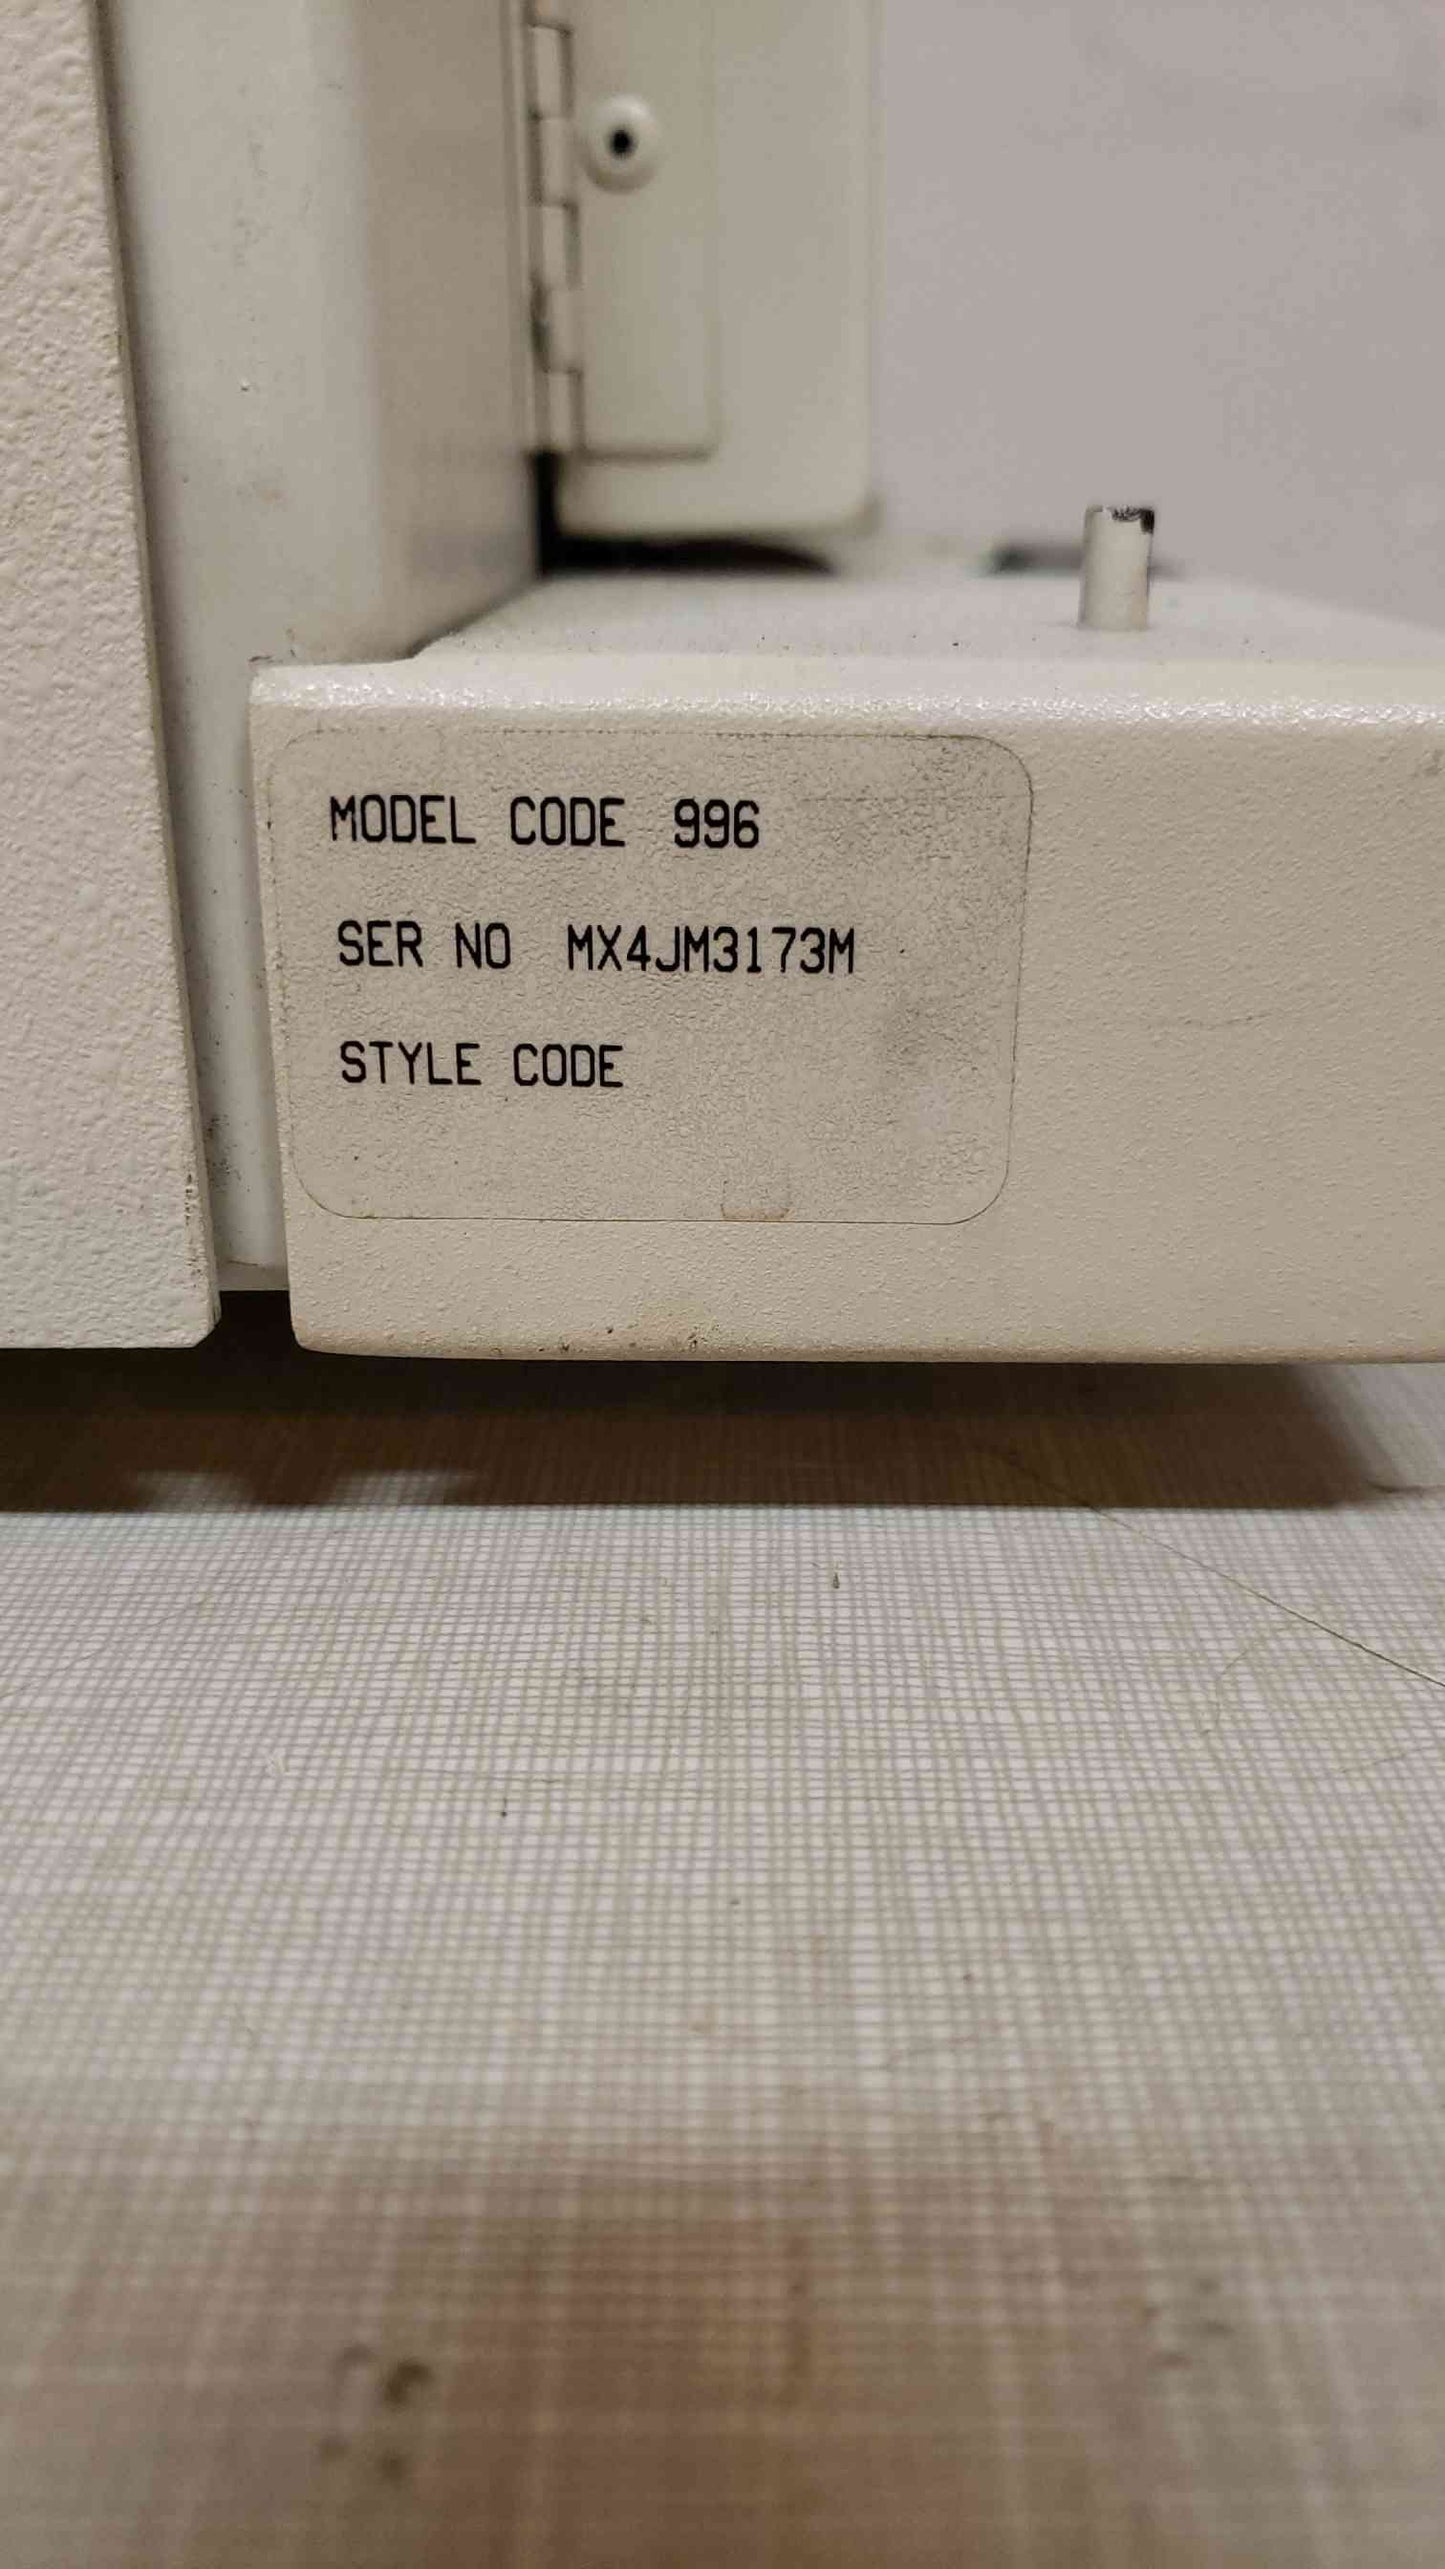 MODEL CODE 996
SER NO MX4JM3173M
STYLE CODE